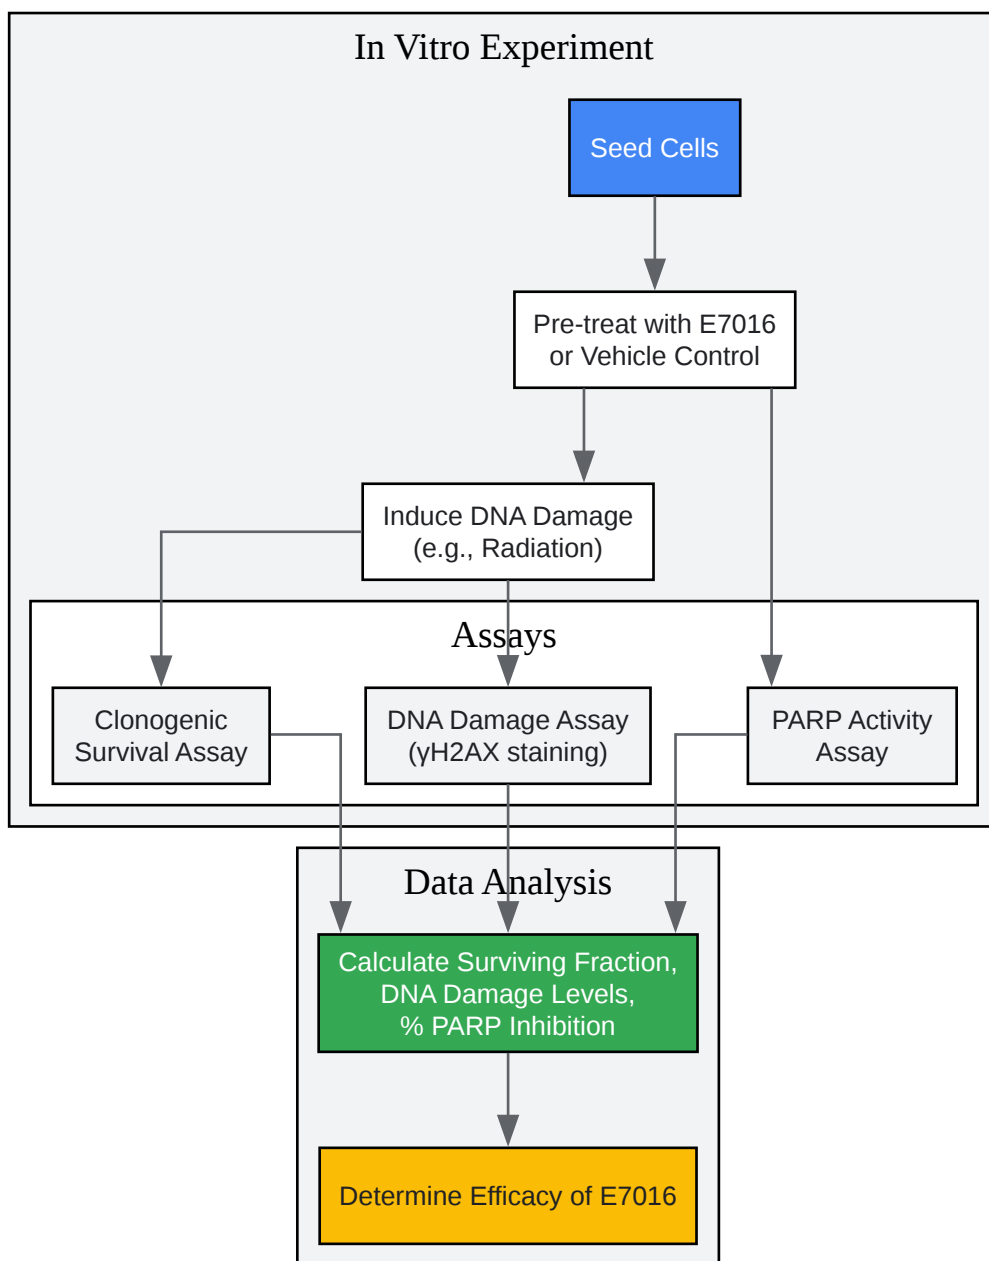 In Vitro Experiment
Seed Cells
Pre-treat with E7016
or Vehicle Control
Induce DNA Damage
(e.g., Radiation)
Assays
Clonogenic
Survival Assay
DNA Damage Assay
(γH2AX staining)
PARP Activity
Assay
Data Analysis
Calculate Surviving Fraction,
DNA Damage Levels,
% PARP Inhibition
Determine Efficacy of E7016